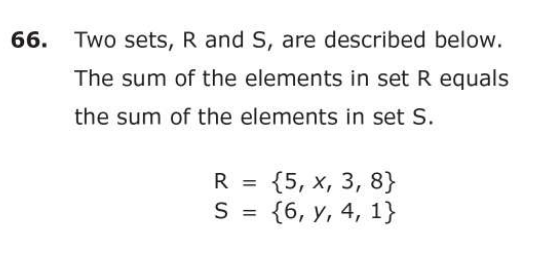 66. Two sets, R and S, are described below.
The sum of the elements in set R equals
the sum of the elements in set S.
R = {5, x, 3, 8}
S = {6, y, 4, 1}